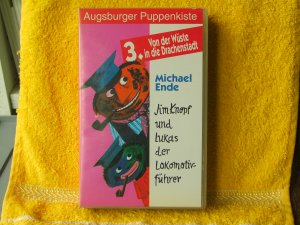 Augsburger Puppenkiste
3. Von der Wüste
in die Drachenstadt
Michael
Ende
Jim Knopf
und
Lukas
der
Lokomotiv-
führer